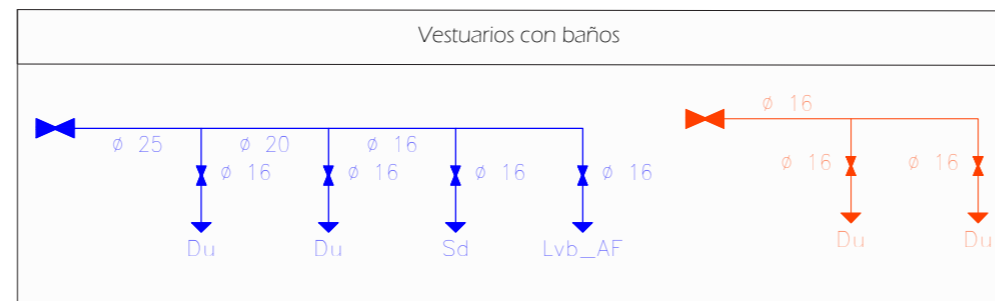 Vestuarios con baños
ø 16
ø 25 ø 20 ø 16
ø 16 ø 16 ø 16 ø 16 ø 16 ø 16
Du Du Sd Lvb_AF Du Du